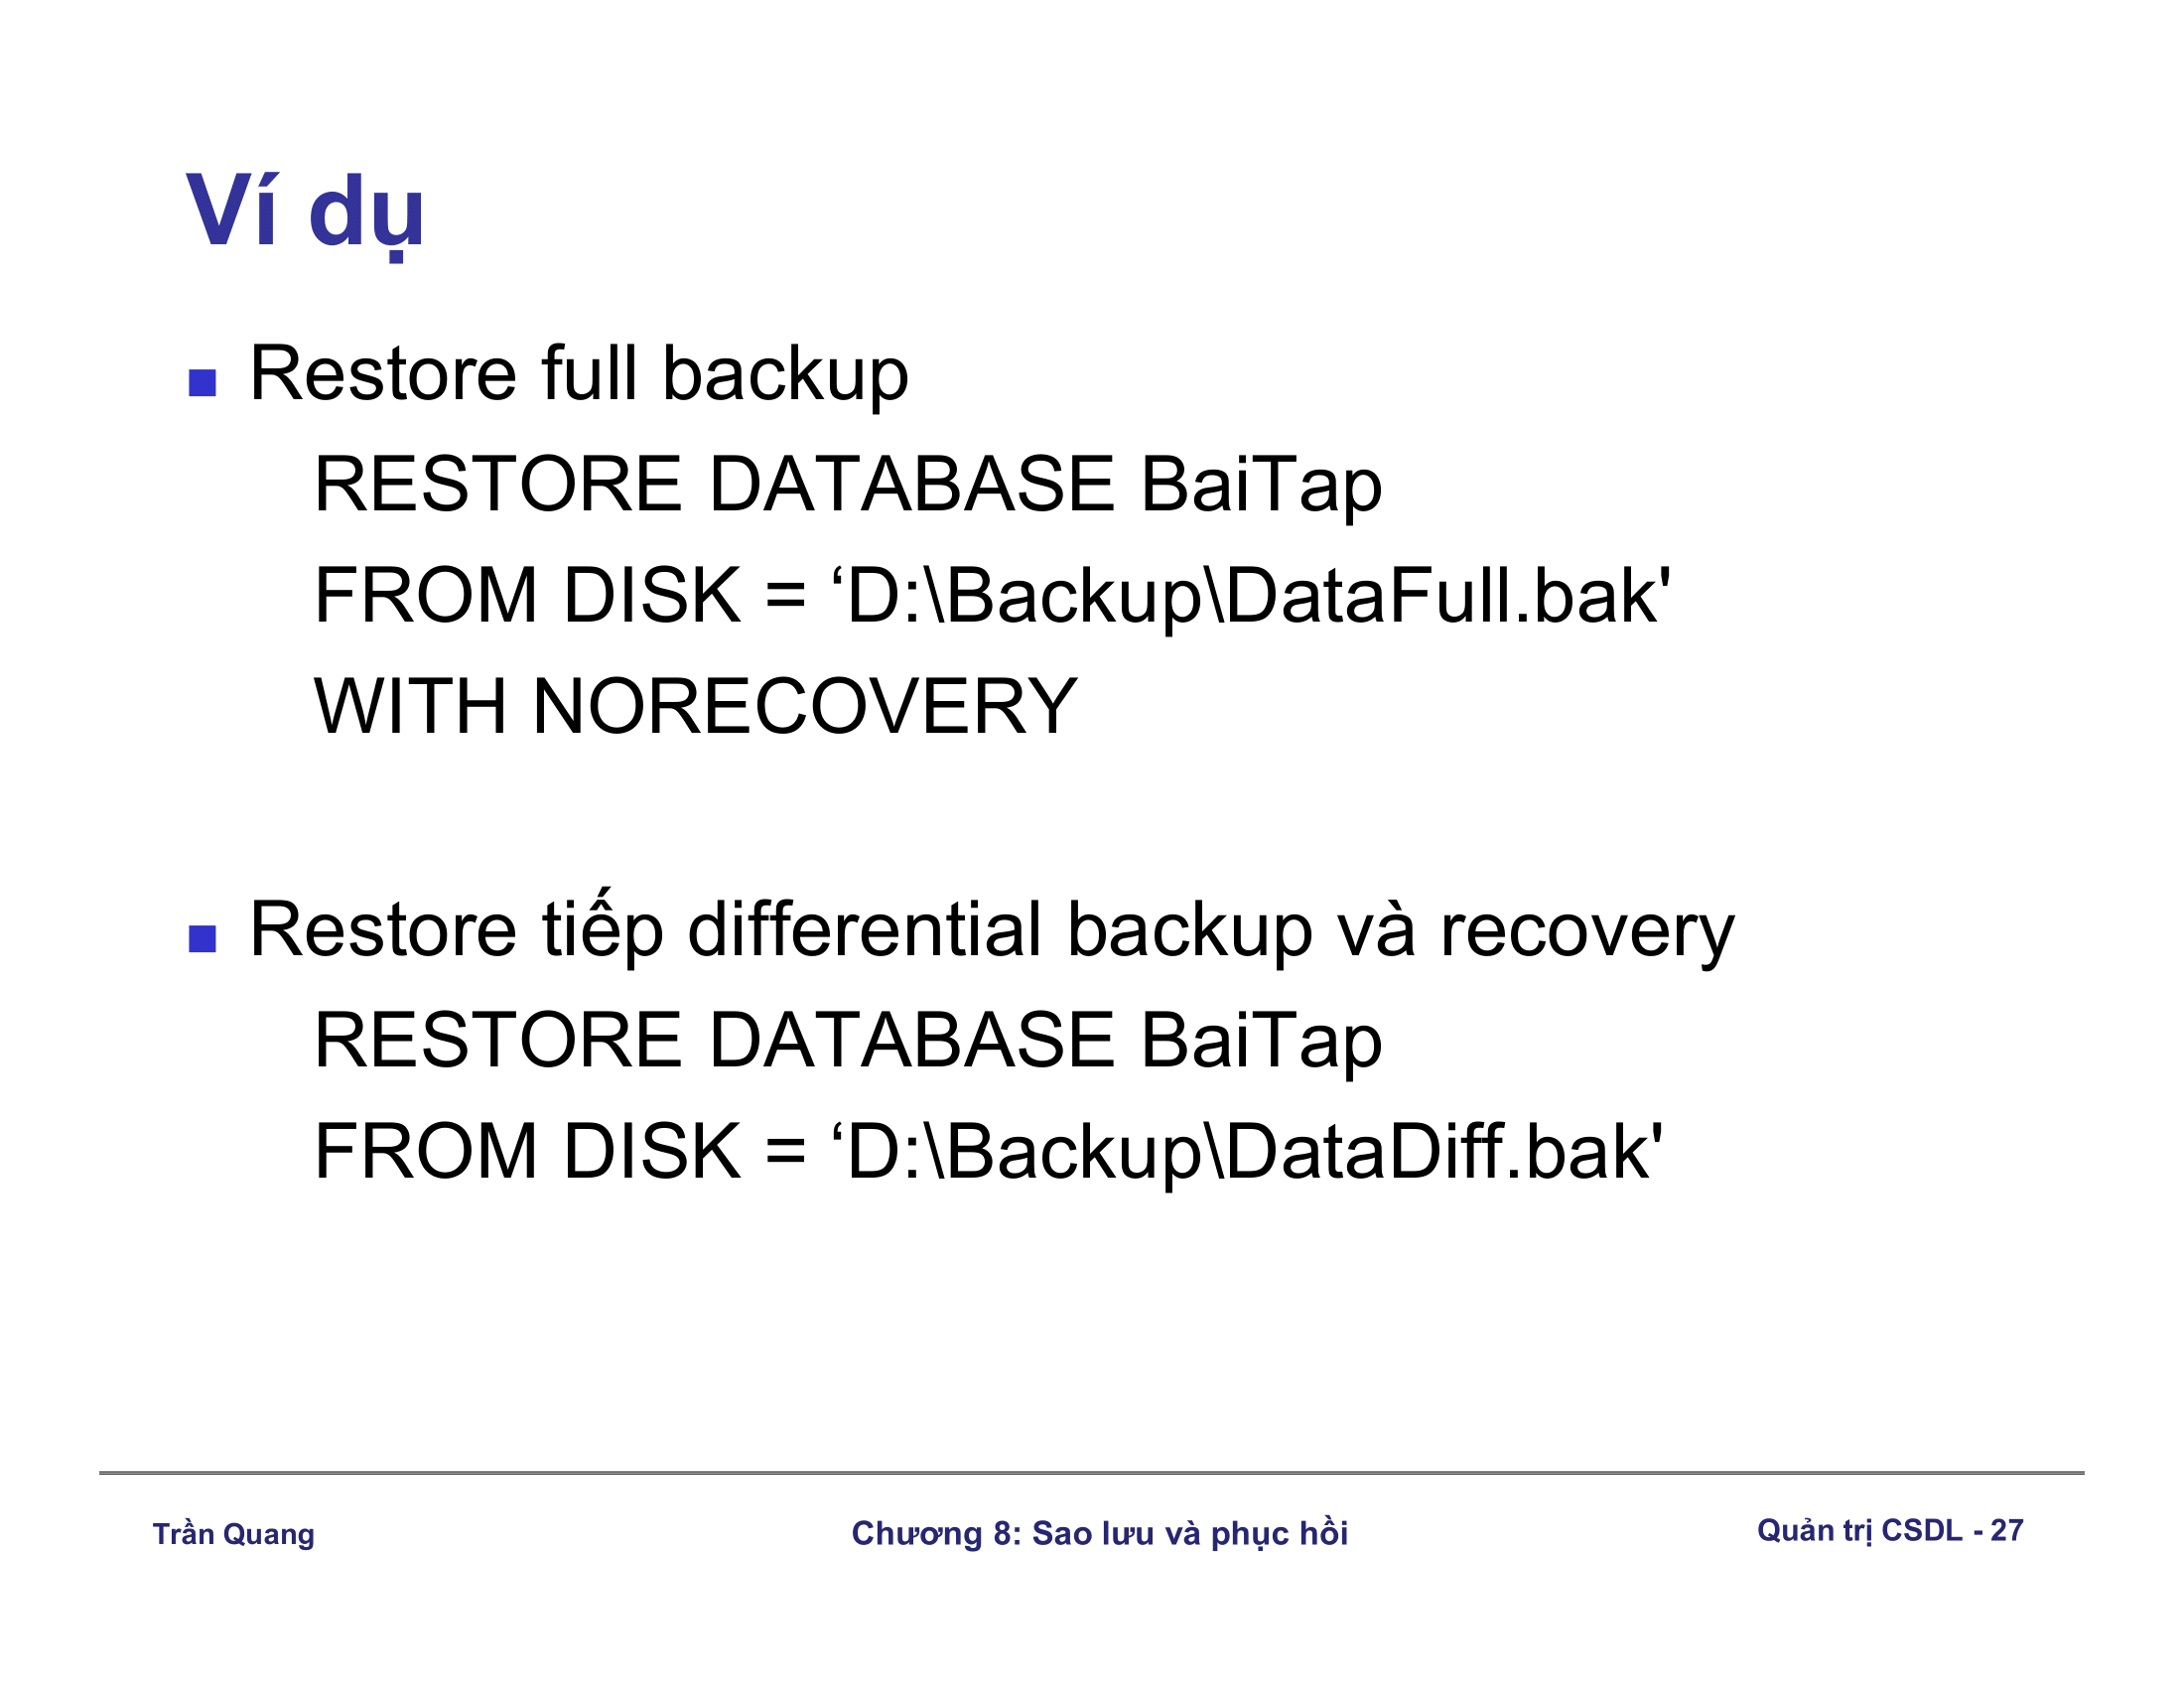 Ví dụ
Restore full backup
RESTORE DATABASE BaiTap
FROM DISK = ‘D:\Backup\DataFull.bak'
WITH NORECOVERY
Restore tiếp differential backup và recovery
RESTORE DATABASE BaiTap
FROM DISK = ‘D:\Backup\DataDiff.bak'
Trần Quang
Chương 8: Sao lưu và phục hồi
Quản trị CSDL - 27